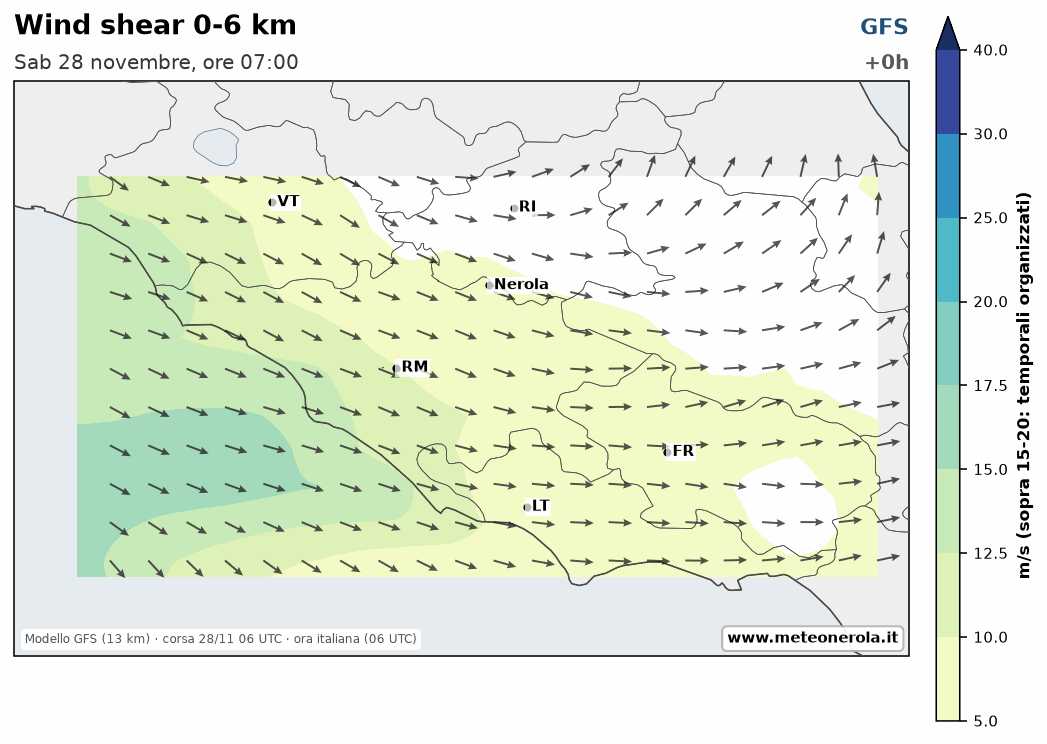 Wind shear 0-6 km
GFS
Sab 28 novembre, ore 07:00
+0h
VT
RI
Nerola
RM
FR
LT
Modello GFS (13 km) · corsa 28/11 06 UTC · ora italiana (06 UTC)
www.meteonerola.it
40.0
30.0
25.0
20.0
17.5
15.0
12.5
10.0
5.0
m/s (sopra 15-20: temporali organizzati)